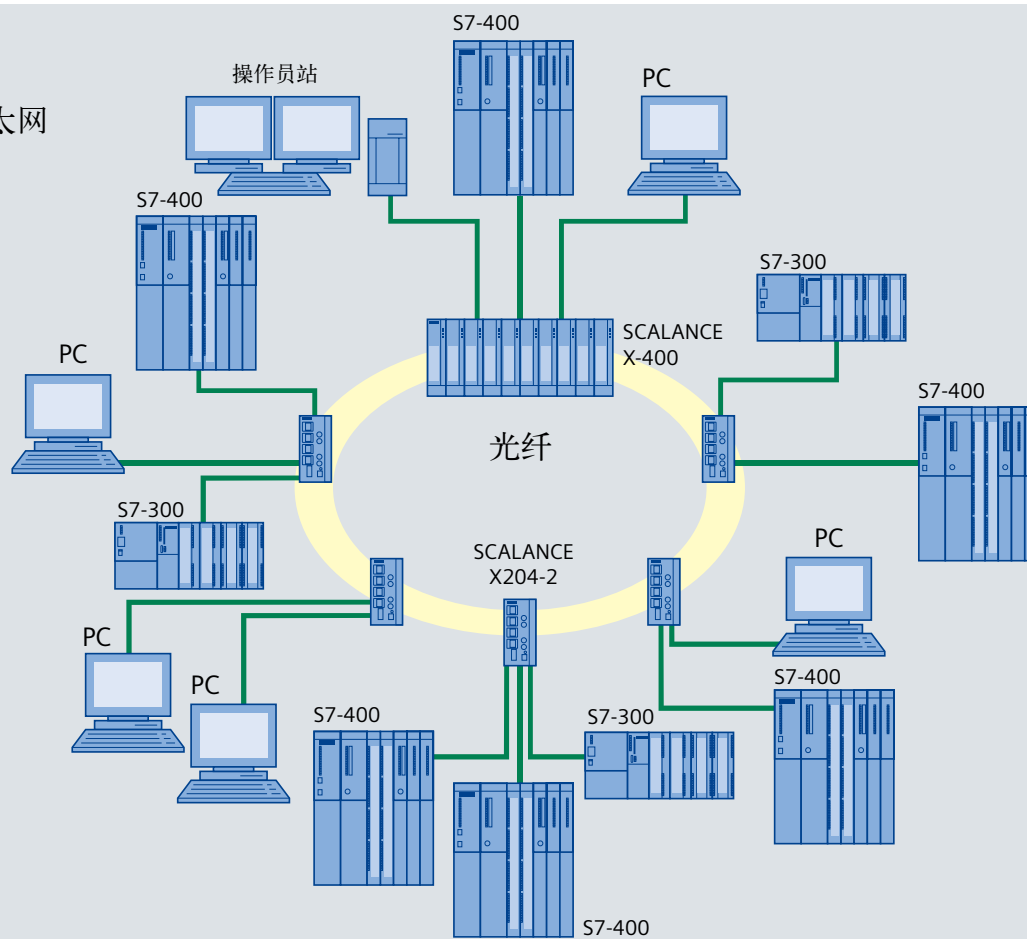 S7-400
操作员站
PC
太网
S7-400
S7-300
SCALANCE
X-400
PC
S7-400
光纤
S7-300
SCALANCE
X204-2
PC
PC
S7-400
PC
S7-400
S7-300
S7-400